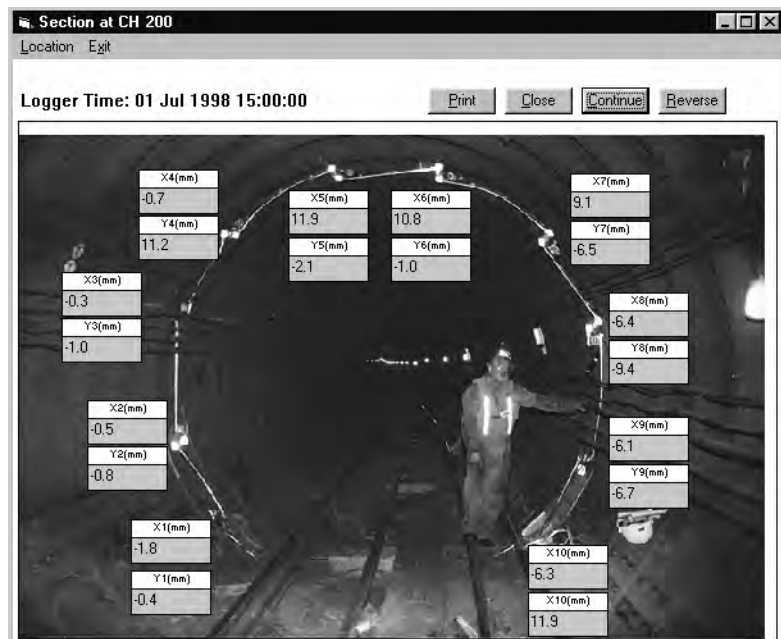 Section at CH 200
Location Exit
Logger Time: 01 Jul 1998 15:00:00
Print Close Continue Reverse
X4(mm)
-0.7
Y4(mm)
11.2
X5(mm)
11.9
Y5(mm)
-2.1
X6(mm)
10.8
Y6(mm)
-1.0
X7(mm)
9.1
Y7(mm)
-6.5
X3(mm)
-0.3
Y3(mm)
-1.0
X8(mm)
-6.4
Y8(mm)
-9.4
X2(mm)
-0.5
Y2(mm)
-0.8
X9(mm)
-6.1
Y9(mm)
-6.7
X1(mm)
-1.8
Y1(mm)
-0.4
X10(mm)
-6.3
X10(mm)
11.9